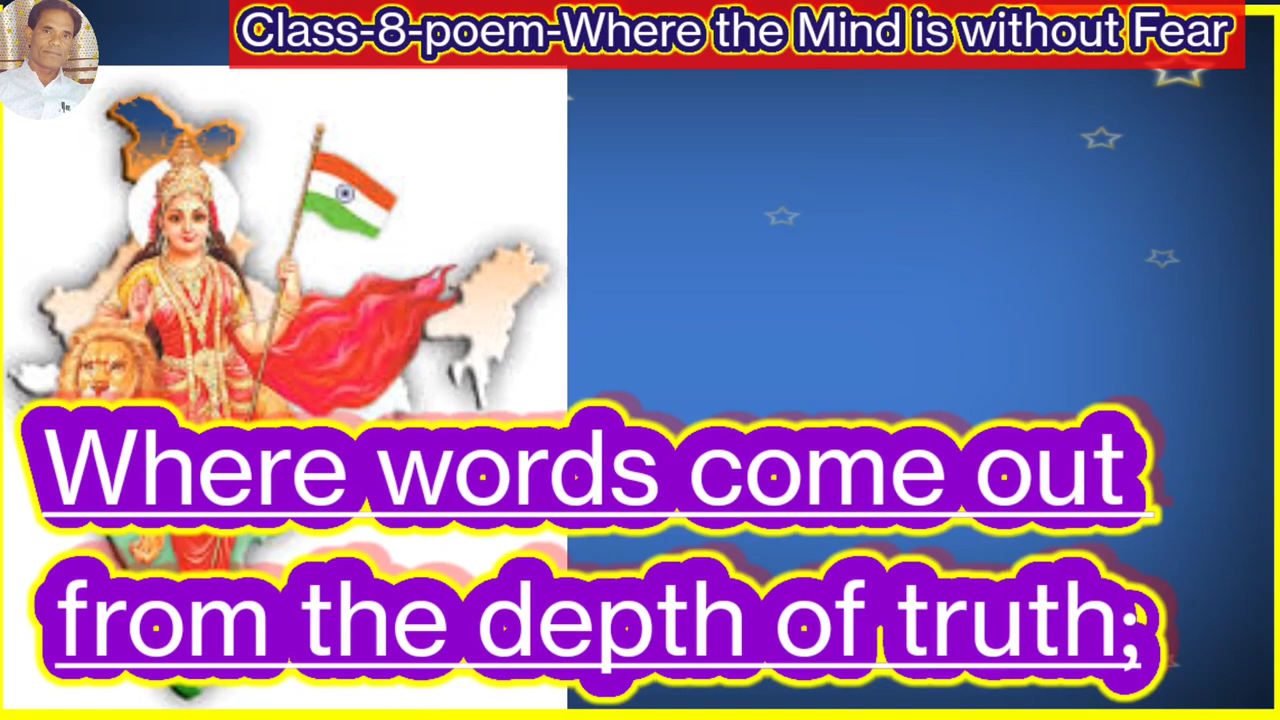 Class-8-poem-Where the Mind is without Fear
Where words come out
from the depth of truth;